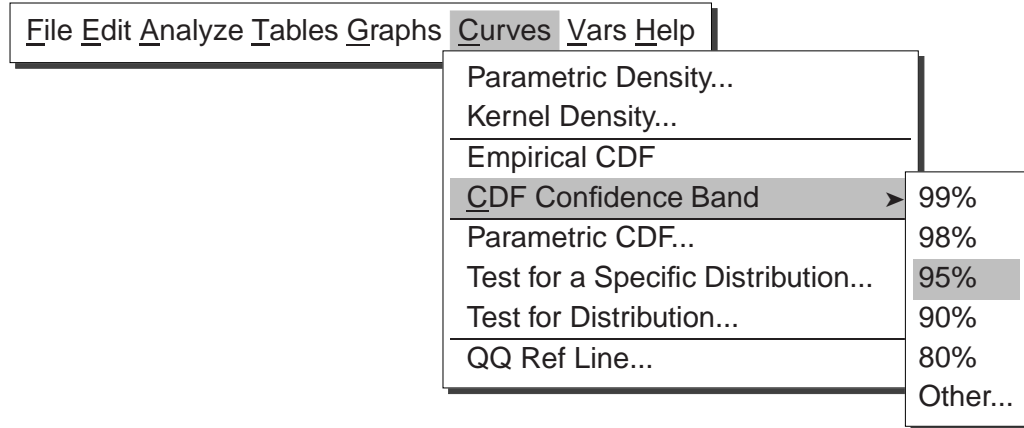 File Edit Analyze Tables Graphs Curves Vars Help
Parametric Density...
Kernel Density...
Empirical CDF
CDF Confidence Band ➤
Parametric CDF...
Test for a Specific Distribution...
Test for Distribution...
QQ Ref Line...
99%
98%
95%
90%
80%
Other...